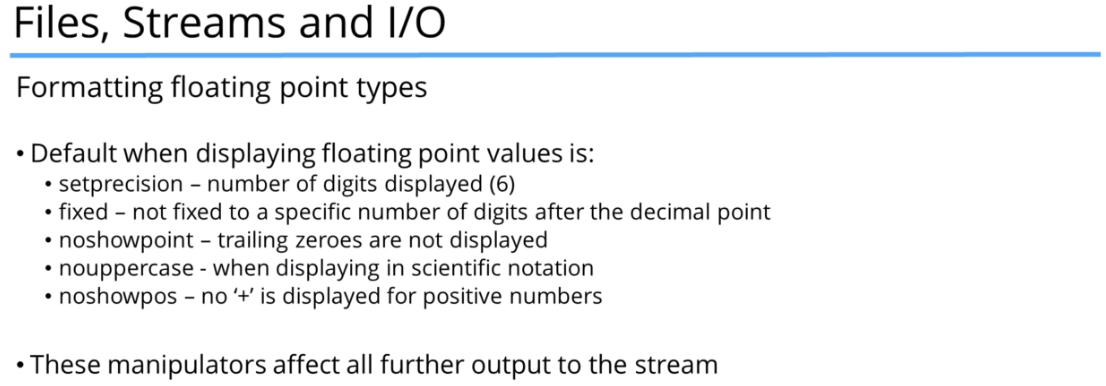 Files, Streams and I/O
Formatting floating point types
• Default when displaying floating point values is:
• setprecision – number of digits displayed (6)
• fixed – not fixed to a specific number of digits after the decimal point
• noshowpoint – trailing zeroes are not displayed
• nouppercase - when displaying in scientific notation
• noshowpos – no ‘+’ is displayed for positive numbers
• These manipulators affect all further output to the stream